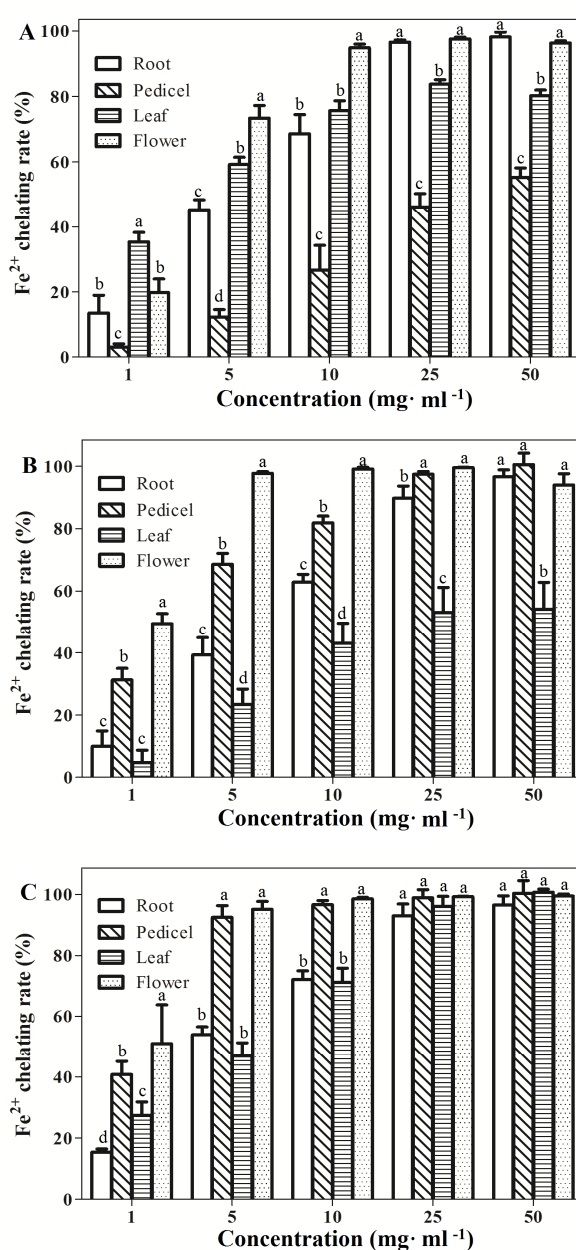 A
100
80
60
40
20
0
Fe2+ chelating rate (%)
Root
Pedicel
Leaf
Flower
b
c
a
b
c
d
b
a
b
c
b
a
a
c
b
a
a
c
b
a
1
5
10
25
50
Concentration (mg· ml -1)
B
100
80
60
40
20
0
Fe2+ chelating rate (%)
Root
Pedicel
Leaf
Flower
c
b
c
a
c
b
d
a
c
b
d
a
b
a
c
a
a
a
b
a
1
5
10
25
50
Concentration (mg· ml -1)
C
100
80
60
40
20
0
Fe2+ chelating rate (%)
Root
Pedicel
Leaf
Flower
d
b
c
a
b
a
b
a
b
a
b
a
a
a
a
a
a
a
a
a
1
5
10
25
50
Concentration (mg· ml -1)